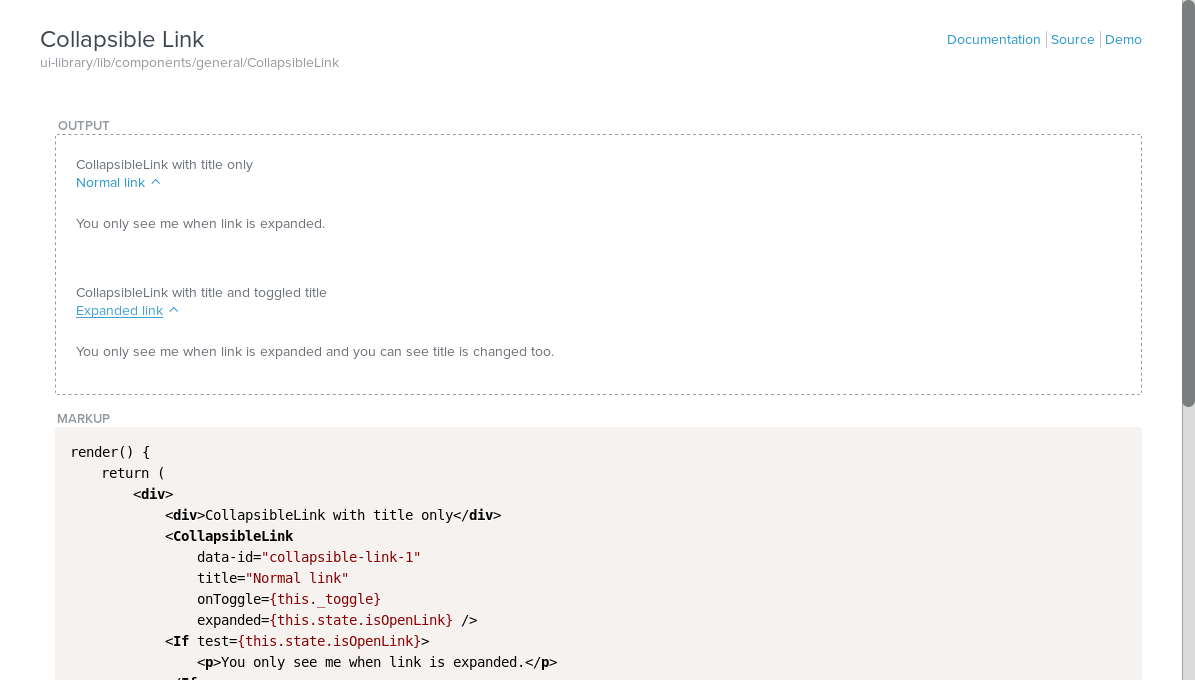 Collapsible Link
Documentation Source Demo
ui-library/lib/components/general/CollapsibleLink
OUTPUT
CollapsibleLink with title only
Normal link
You only see me when link is expanded.
CollapsibleLink with title and toggled title
Expanded link
You only see me when link is expanded and you can see title is changed too.
MARKUP
render() {
    return (
        <div>
            <div>CollapsibleLink with title only</div>
            <CollapsibleLink
                data-id="collapsible-link-1"
                title="Normal link"
                onToggle={this._toggle}
                expanded={this.state.isOpenLink} />
            <If test={this.state.isOpenLink}>
                <p>You only see me when link is expanded.</p>